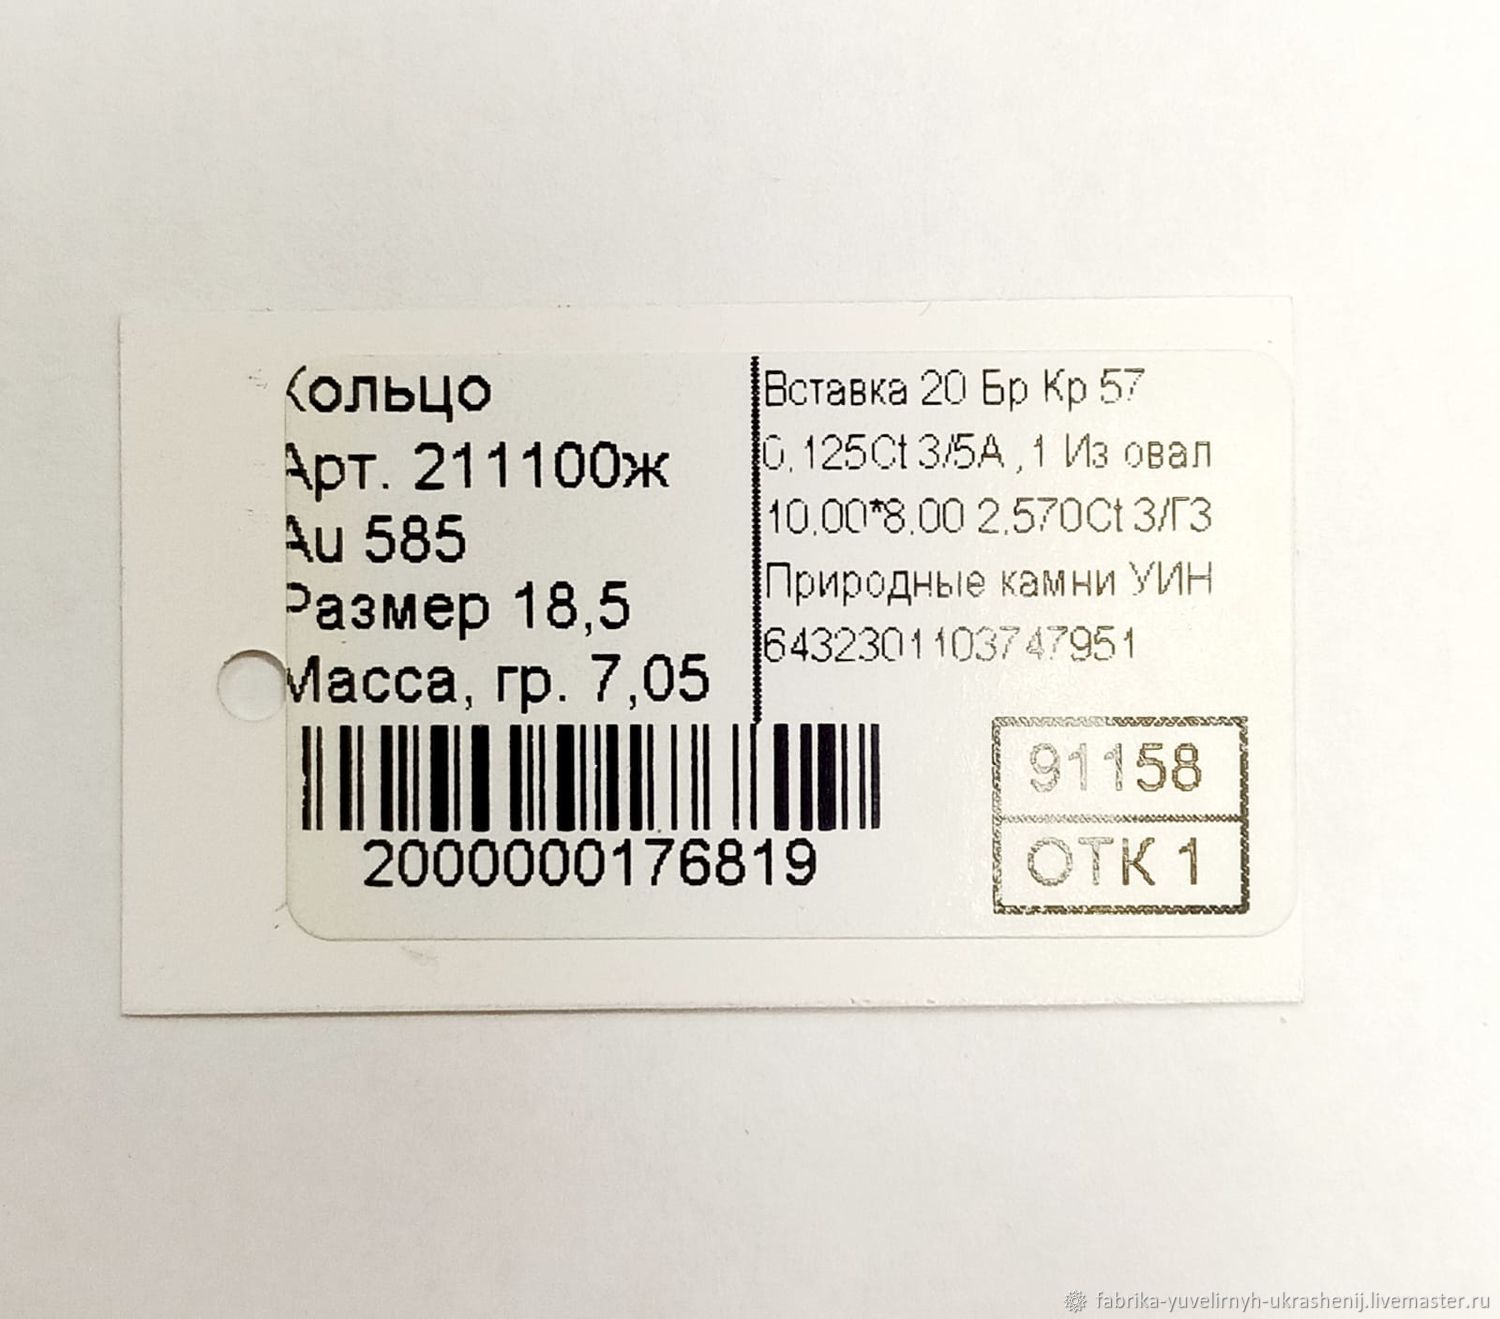 Кольцо
Арт. 211100ж
Au 585
Размер 18,5
Масса, гр. 7,05
2000000176819
Вставка 20 Бр Кр 57
0,125Ct 3/5А ,1 Из овал
10,00*8,00 2,570Ct 3/Г3
Природные камни УИН
6432301103747951
91158
ОТК 1
fabrika-yuvelirnyh-ukrashenij.livemaster.ru